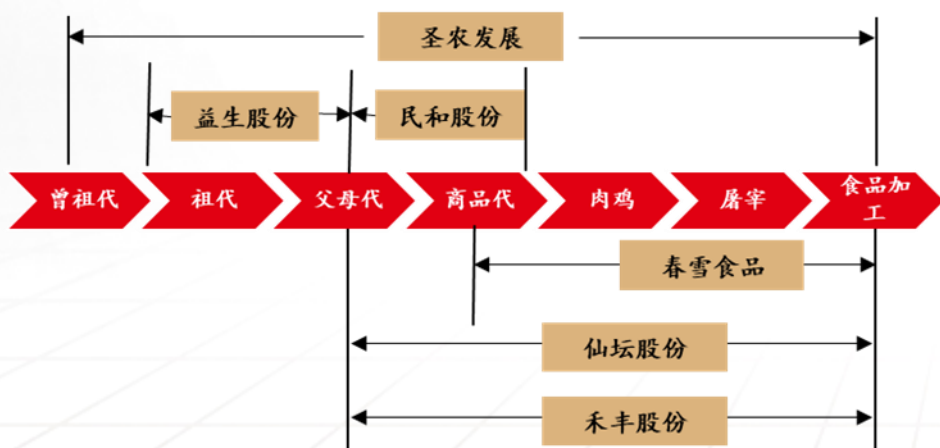 圣农发展
益生股份
民和股份
曾祖代
祖代
父母代
商品代
肉鸡
屠宰
食品加
工
春雪食品
仙坛股份
禾丰股份